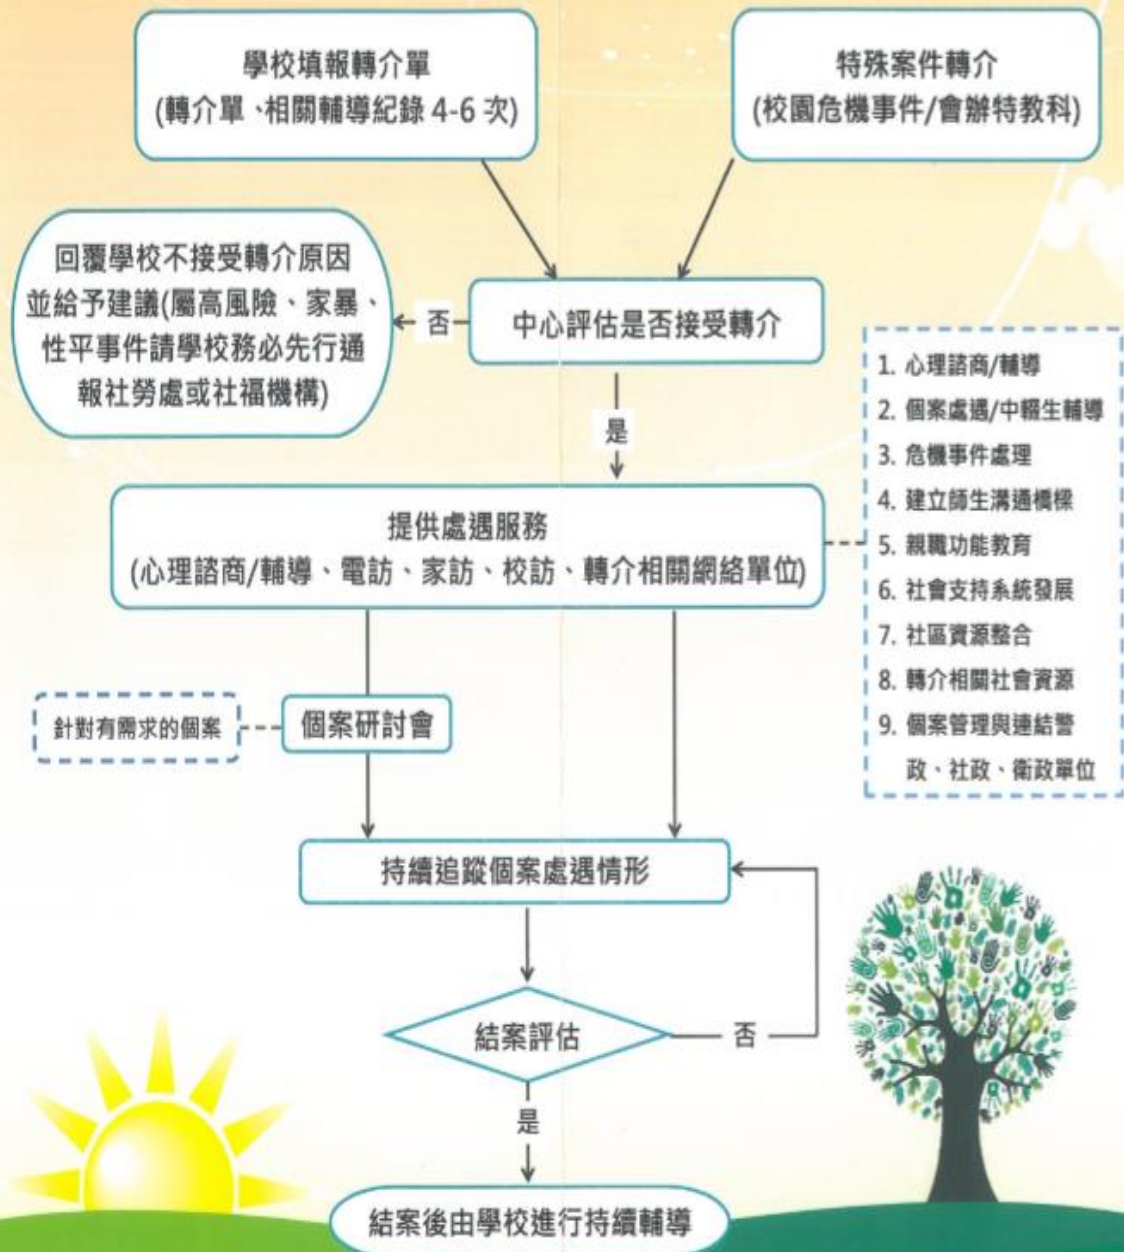 學校填報轉介單
(轉介單、相關輔導紀錄 4-6 次)
特殊案件轉介
(校園危機事件/會辦特教科)
回覆學校不接受轉介原因
並給予建議(屬高風險、家暴、
性平事件請學校務必先行通
報社勞處或社福機構)
否
中心評估是否接受轉介
是
提供處遇服務
(心理諮商/輔導、電訪、家訪、校訪、轉介相關網絡單位)
1. 心理諮商/輔導
2. 個案處遇/中輟生輔導
3. 危機事件處理
4. 建立師生溝通橋樑
5. 親職功能教育
6. 社會支持系統發展
7. 社區資源整合
8. 轉介相關社會資源
9. 個案管理與連結警
政、社政、衛政單位
針對有需求的個案
個案研討會
持續追蹤個案處遇情形
結案評估
否
是
結案後由學校進行持續輔導